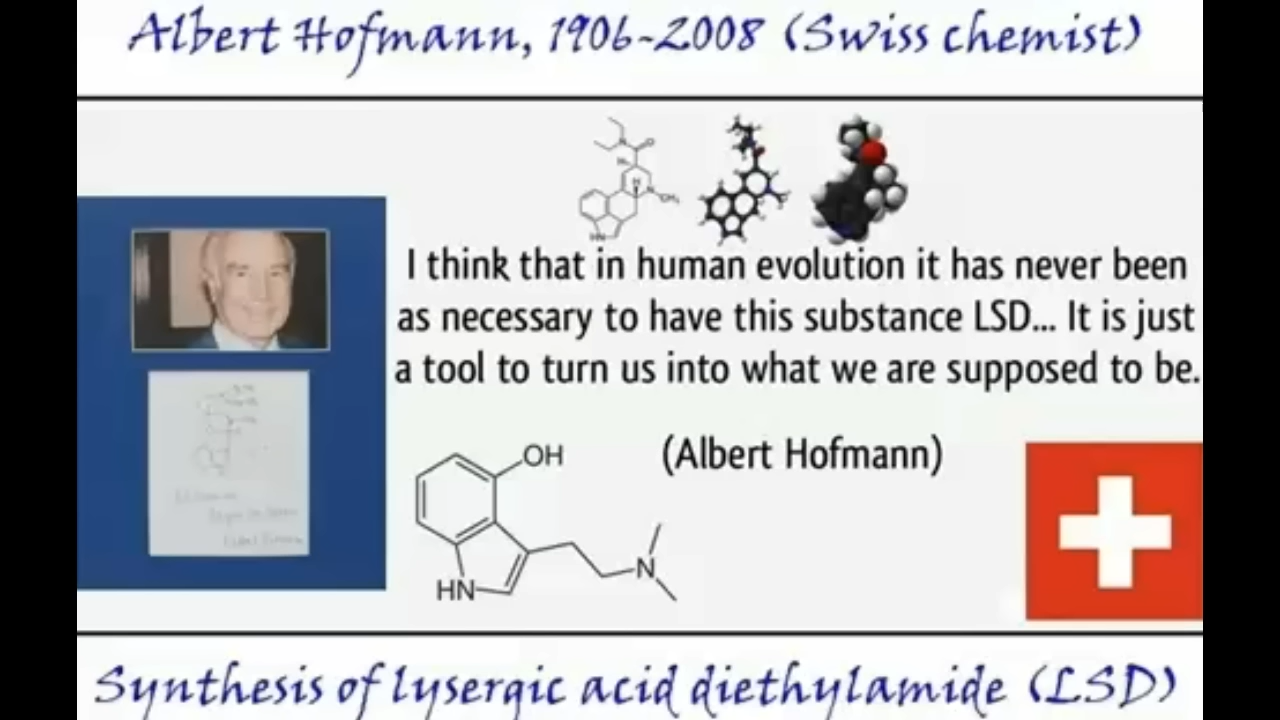 Albert Hofmann, 1906-2008 (Swiss chemist)
I think that in human evolution it has never been
as necessary to have this substance LSD... It is just
a tool to turn us into what we are supposed to be.
(Albert Hofmann)
OH
N
HN
Synthesis of lysergic acid diethylamide (LSD)